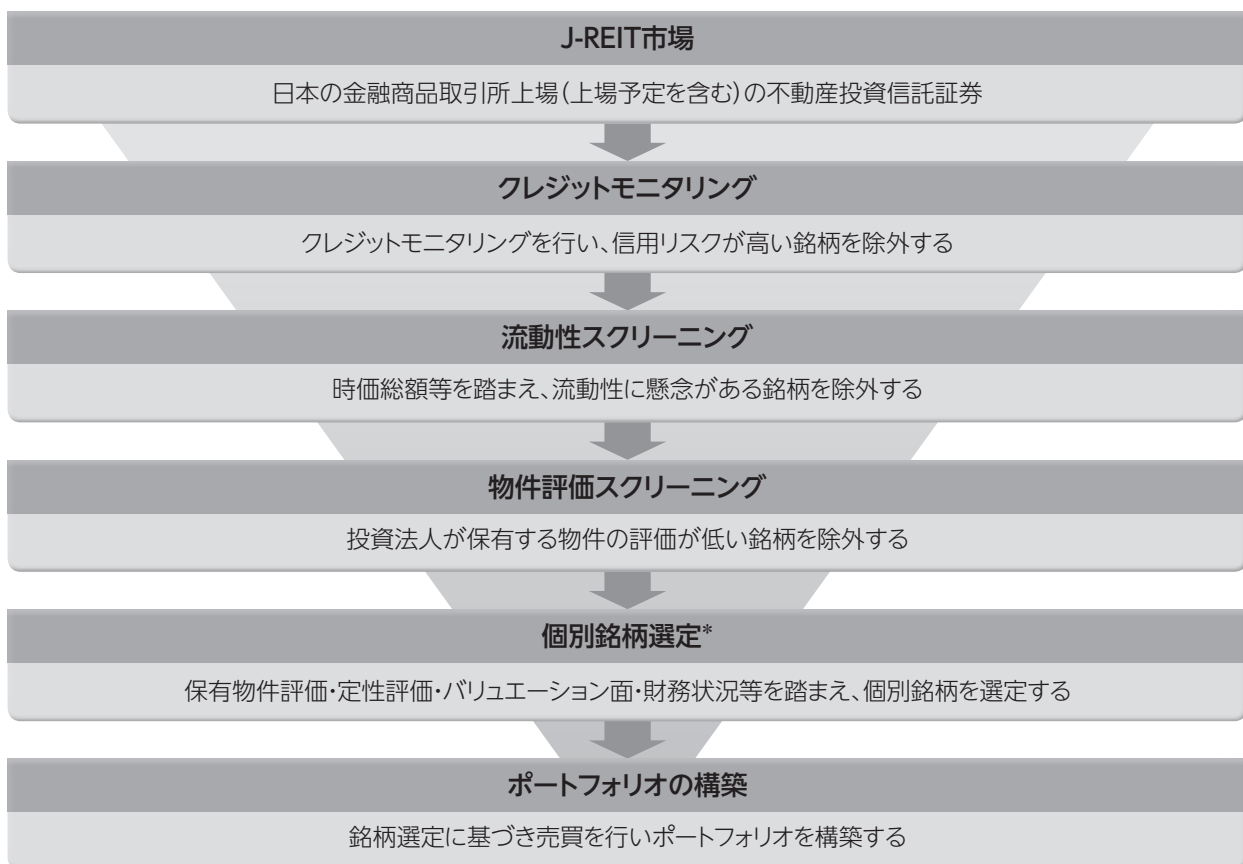 J-REIT市場
日本の金融商品取引所上場(上場予定を含む)の不動産投資信託証券
クレジットモニタリング
クレジットモニタリングを行い、信用リスクが高い銘柄を除外する
流動性スクリーニング
時価総額等を踏まえ、流動性に懸念がある銘柄を除外する
物件評価スクリーニング
投資法人が保有する物件の評価が低い銘柄を除外する
個別銘柄選定*
保有物件評価・定性評価・バリュエーション面・財務状況等を踏まえ、個別銘柄を選定する
ポートフォリオの構築
銘柄選定に基づき売買を行いポートフォリオを構築する